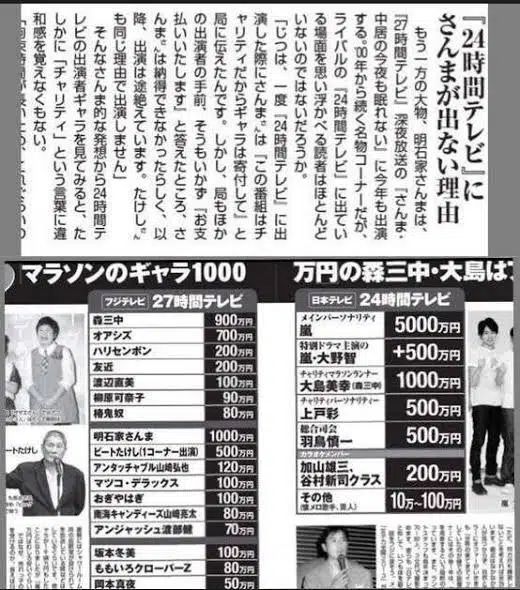 『24時間テレビ』に
さんまが出ない理由
もう一方の大物、明石家さんまは、
『27時間テレビ』深夜放送の『さんま・
中居の今夜も眠れない』に今年も出演
する。'00年から続く名物コーナーだが、
ライバルの『24時間テレビ』に出てい
る場面を思い浮かべる読者はほとんど
いないのではないだろうか。
「じつは、一度『24時間テレビ』に出
演した際にさんま〝は『この番組はチ
ャリティだからギャラは寄付して』と
局に伝えたんです。しかし、局もほか
の出演者の手前、そうもいかず『お支
払いいたします』と答えたところ、さ
んま〝は納得できなかったらしく、以
降、出演は途絶えています。たけし〝
も同じ理由で出演しません」
そんなさんま的な発想から24時間テ
レビの出演者ギャラを見てみると、た
しかに「チャリティ」という言葉に違
和感を覚えなくもない。
マラソンのギャラ1000
フジテレビ 27時間テレビ
森三中 900万円
オアシズ 700万円
ハリセンボン 200万円
友近 200万円
渡辺直美 100万円
柳原可奈子 90万円
椿鬼奴 80万円
明石家さんま 1000万円
ビートたけし(1コーナー出演) 500万円
アンタッチャブル山崎弘也 120万円
マツコ・デラックス 100万円
おぎやはぎ 100万円
南海キャンディーズ山崎亮太 80万円
アンジャッシュ渡部健 70万円
坂本冬美 100万円
ももいろクローバーZ 80万円
岡本真夜 50万円
ートたけし
万円の森三中・大島は
日本テレビ 24時間テレビ
メインパーソナリティ
嵐 5000万円
特別ドラマ主演の
嵐・大野智 +500万円
チャリティマラソンランナー
大島美幸(森三中) 1000万円
チャリティパーソナリティー
上戸彩 500万円
総合司会
羽鳥慎一 500万円
カラオケメンバー
加山雄三、
谷村新司クラス 200万円
その他
(懐メロ歌手、芸人) 10万~100万円
嵐